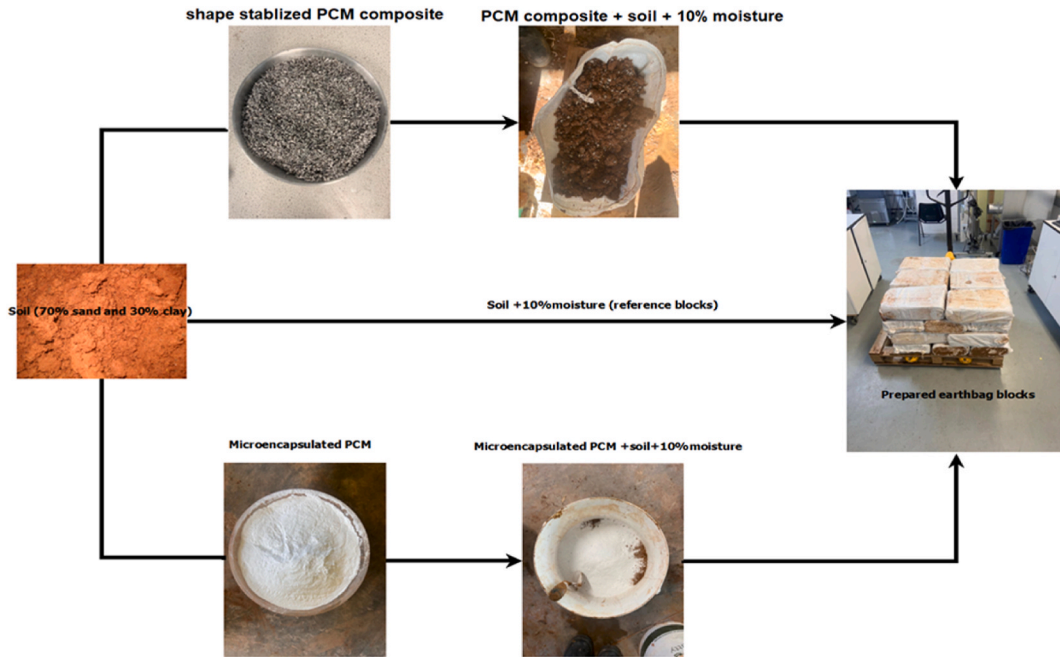 shape stablized PCM composite
PCM composite + soil + 10% moisture
Soil (70% sand and 30% clay)
Soil +10%moisture (reference blocks)
Prepared earthbag blocks
Microencapsulated PCM
Microencapsulated PCM +soil+10%moisture